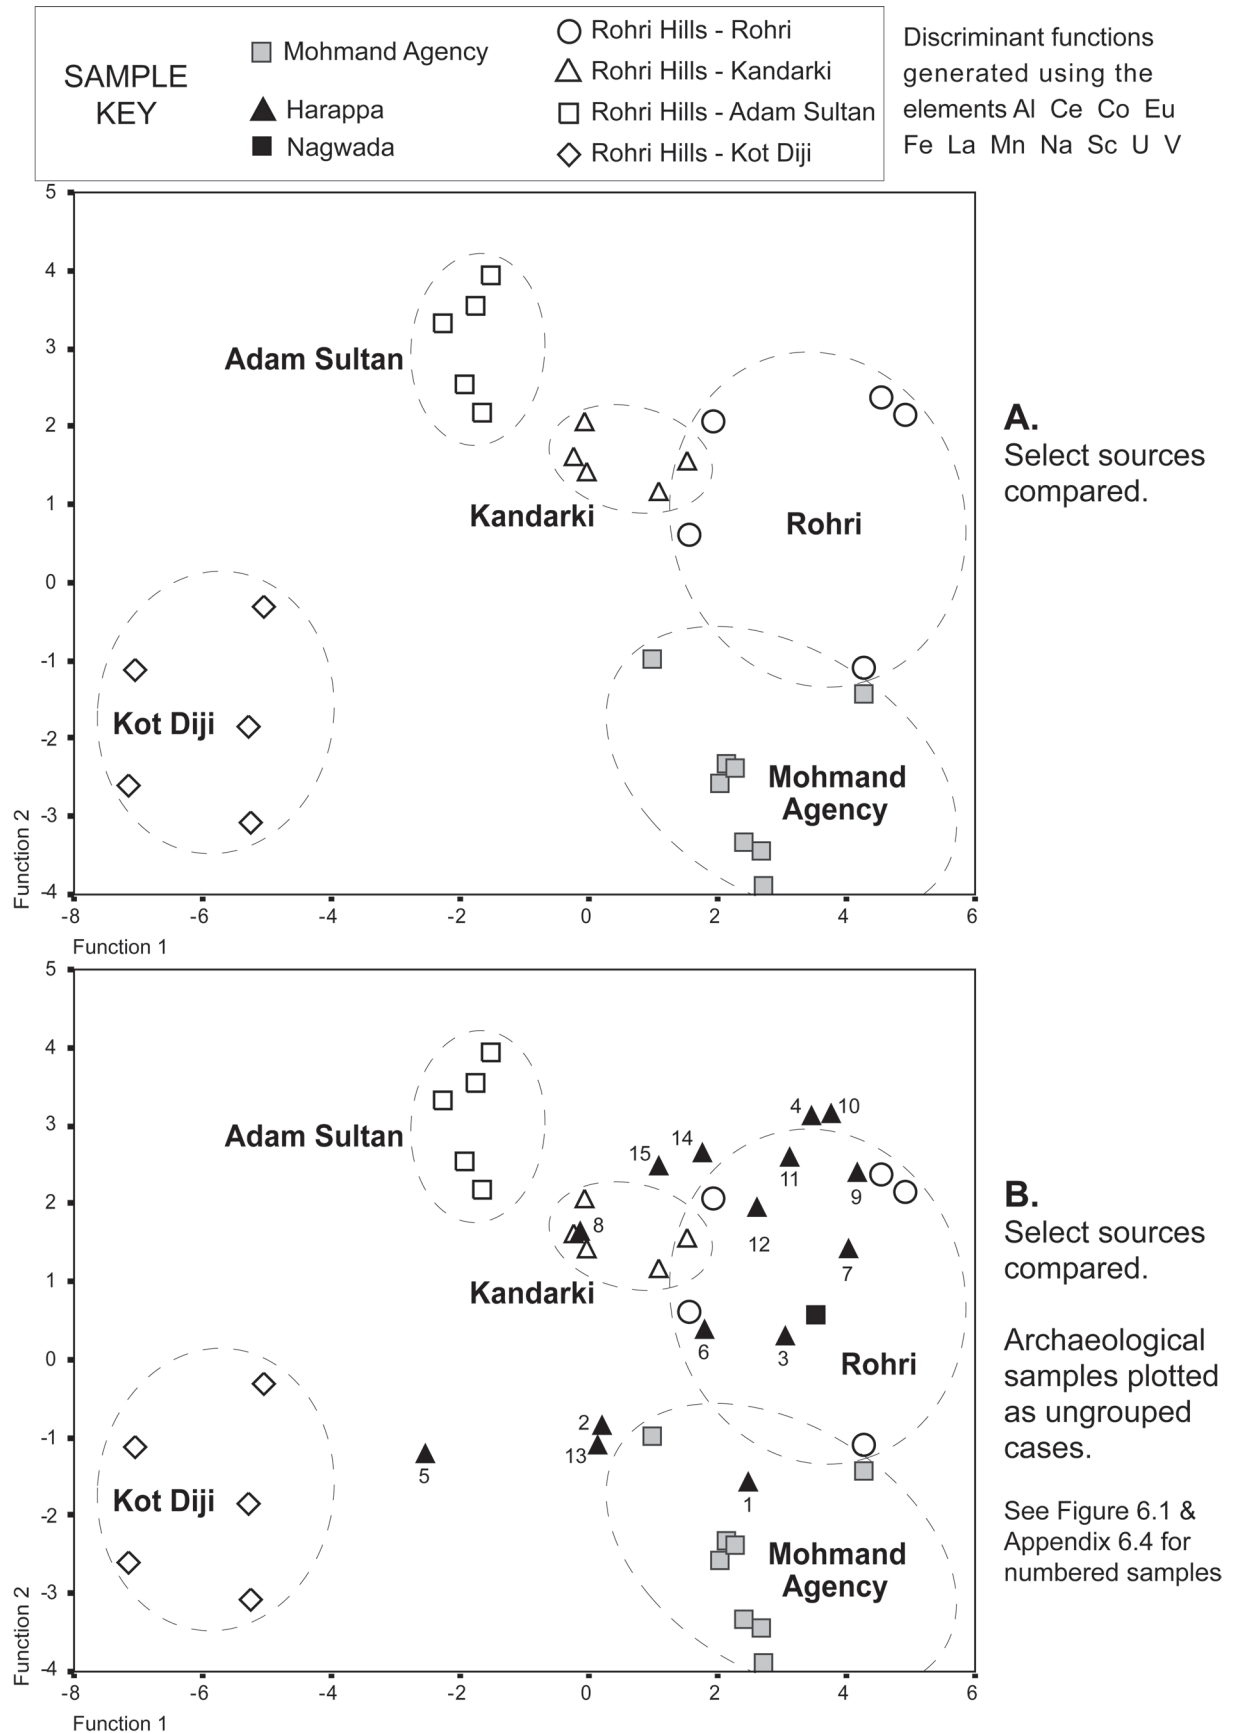 SAMPLE
KEY
Mohmand Agency
Harappa
Nagwada
Rohri Hills - Rohri
Rohri Hills - Kandarki
Rohri Hills - Adam Sultan
Rohri Hills - Kot Diji
Discriminant functions
generated using the
elements Al Ce Co Eu
Fe La Mn Na Sc U V
5
4
3
2
1
0
-1
-2
-3
-4
Function 2
-8
-6
-4
-2
0
2
4
6
Function 1
Adam Sultan
Kandarki
Rohri
Kot Diji
Mohmand
Agency
A.
Select sources
compared.
5
4
3
2
1
0
-1
-2
-3
-4
Function 2
-8
-6
-4
-2
0
2
4
6
Function 1
Adam Sultan
Kandarki
Rohri
Kot Diji
Mohmand
Agency
4
10
14
15
11
9
8
12
7
6
3
2
13
5
1
B.
Select sources
compared.
Archaeological
samples plotted
as ungrouped
cases.
See Figure 6.1 &
Appendix 6.4 for
numbered samples